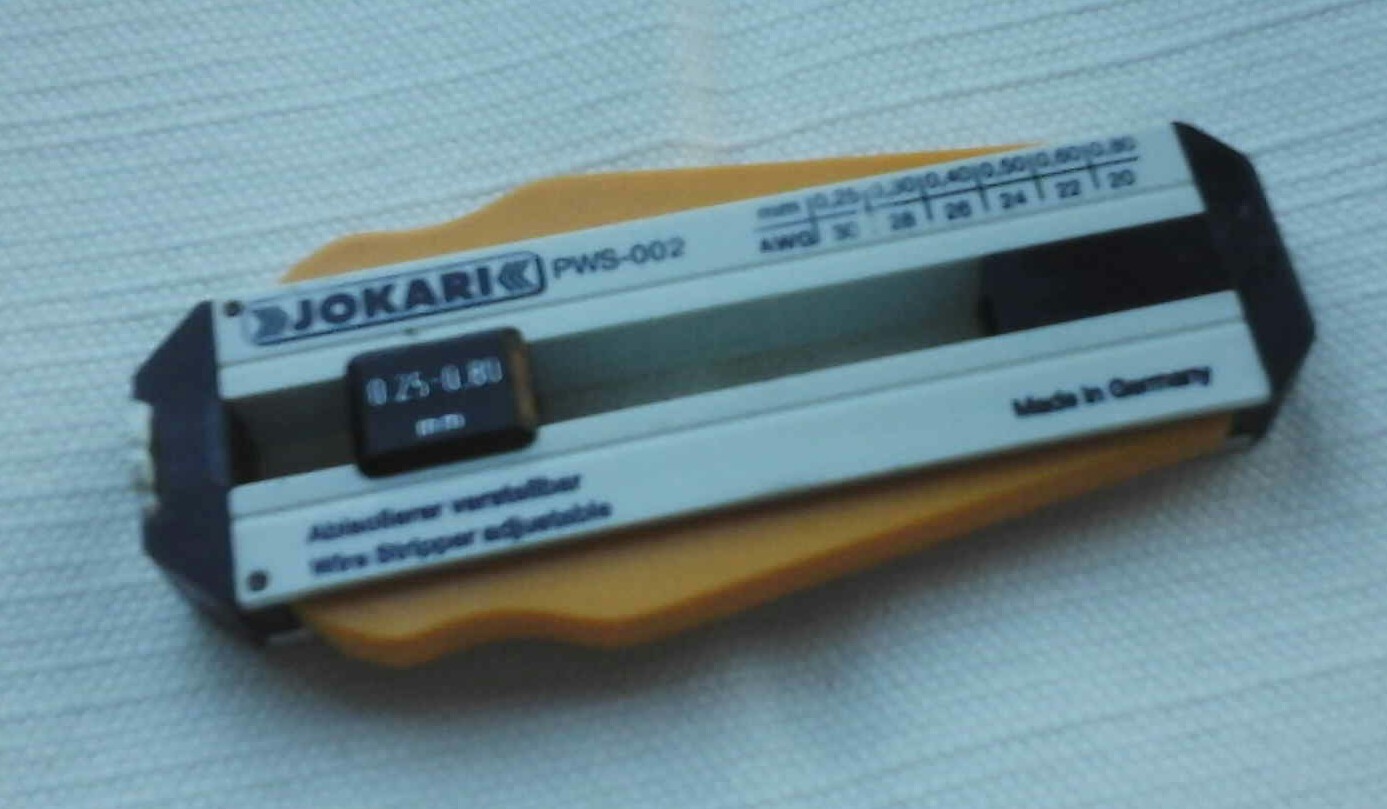 JOKARI PWS-002
mm 0,25 0,30 0,40 0,50 0,60 0,80
AWG 30 28 26 24 22 20
0.25-0.80
mm
Made in Germany
Abisolierer verstellbar
Wire Stripper adjustable